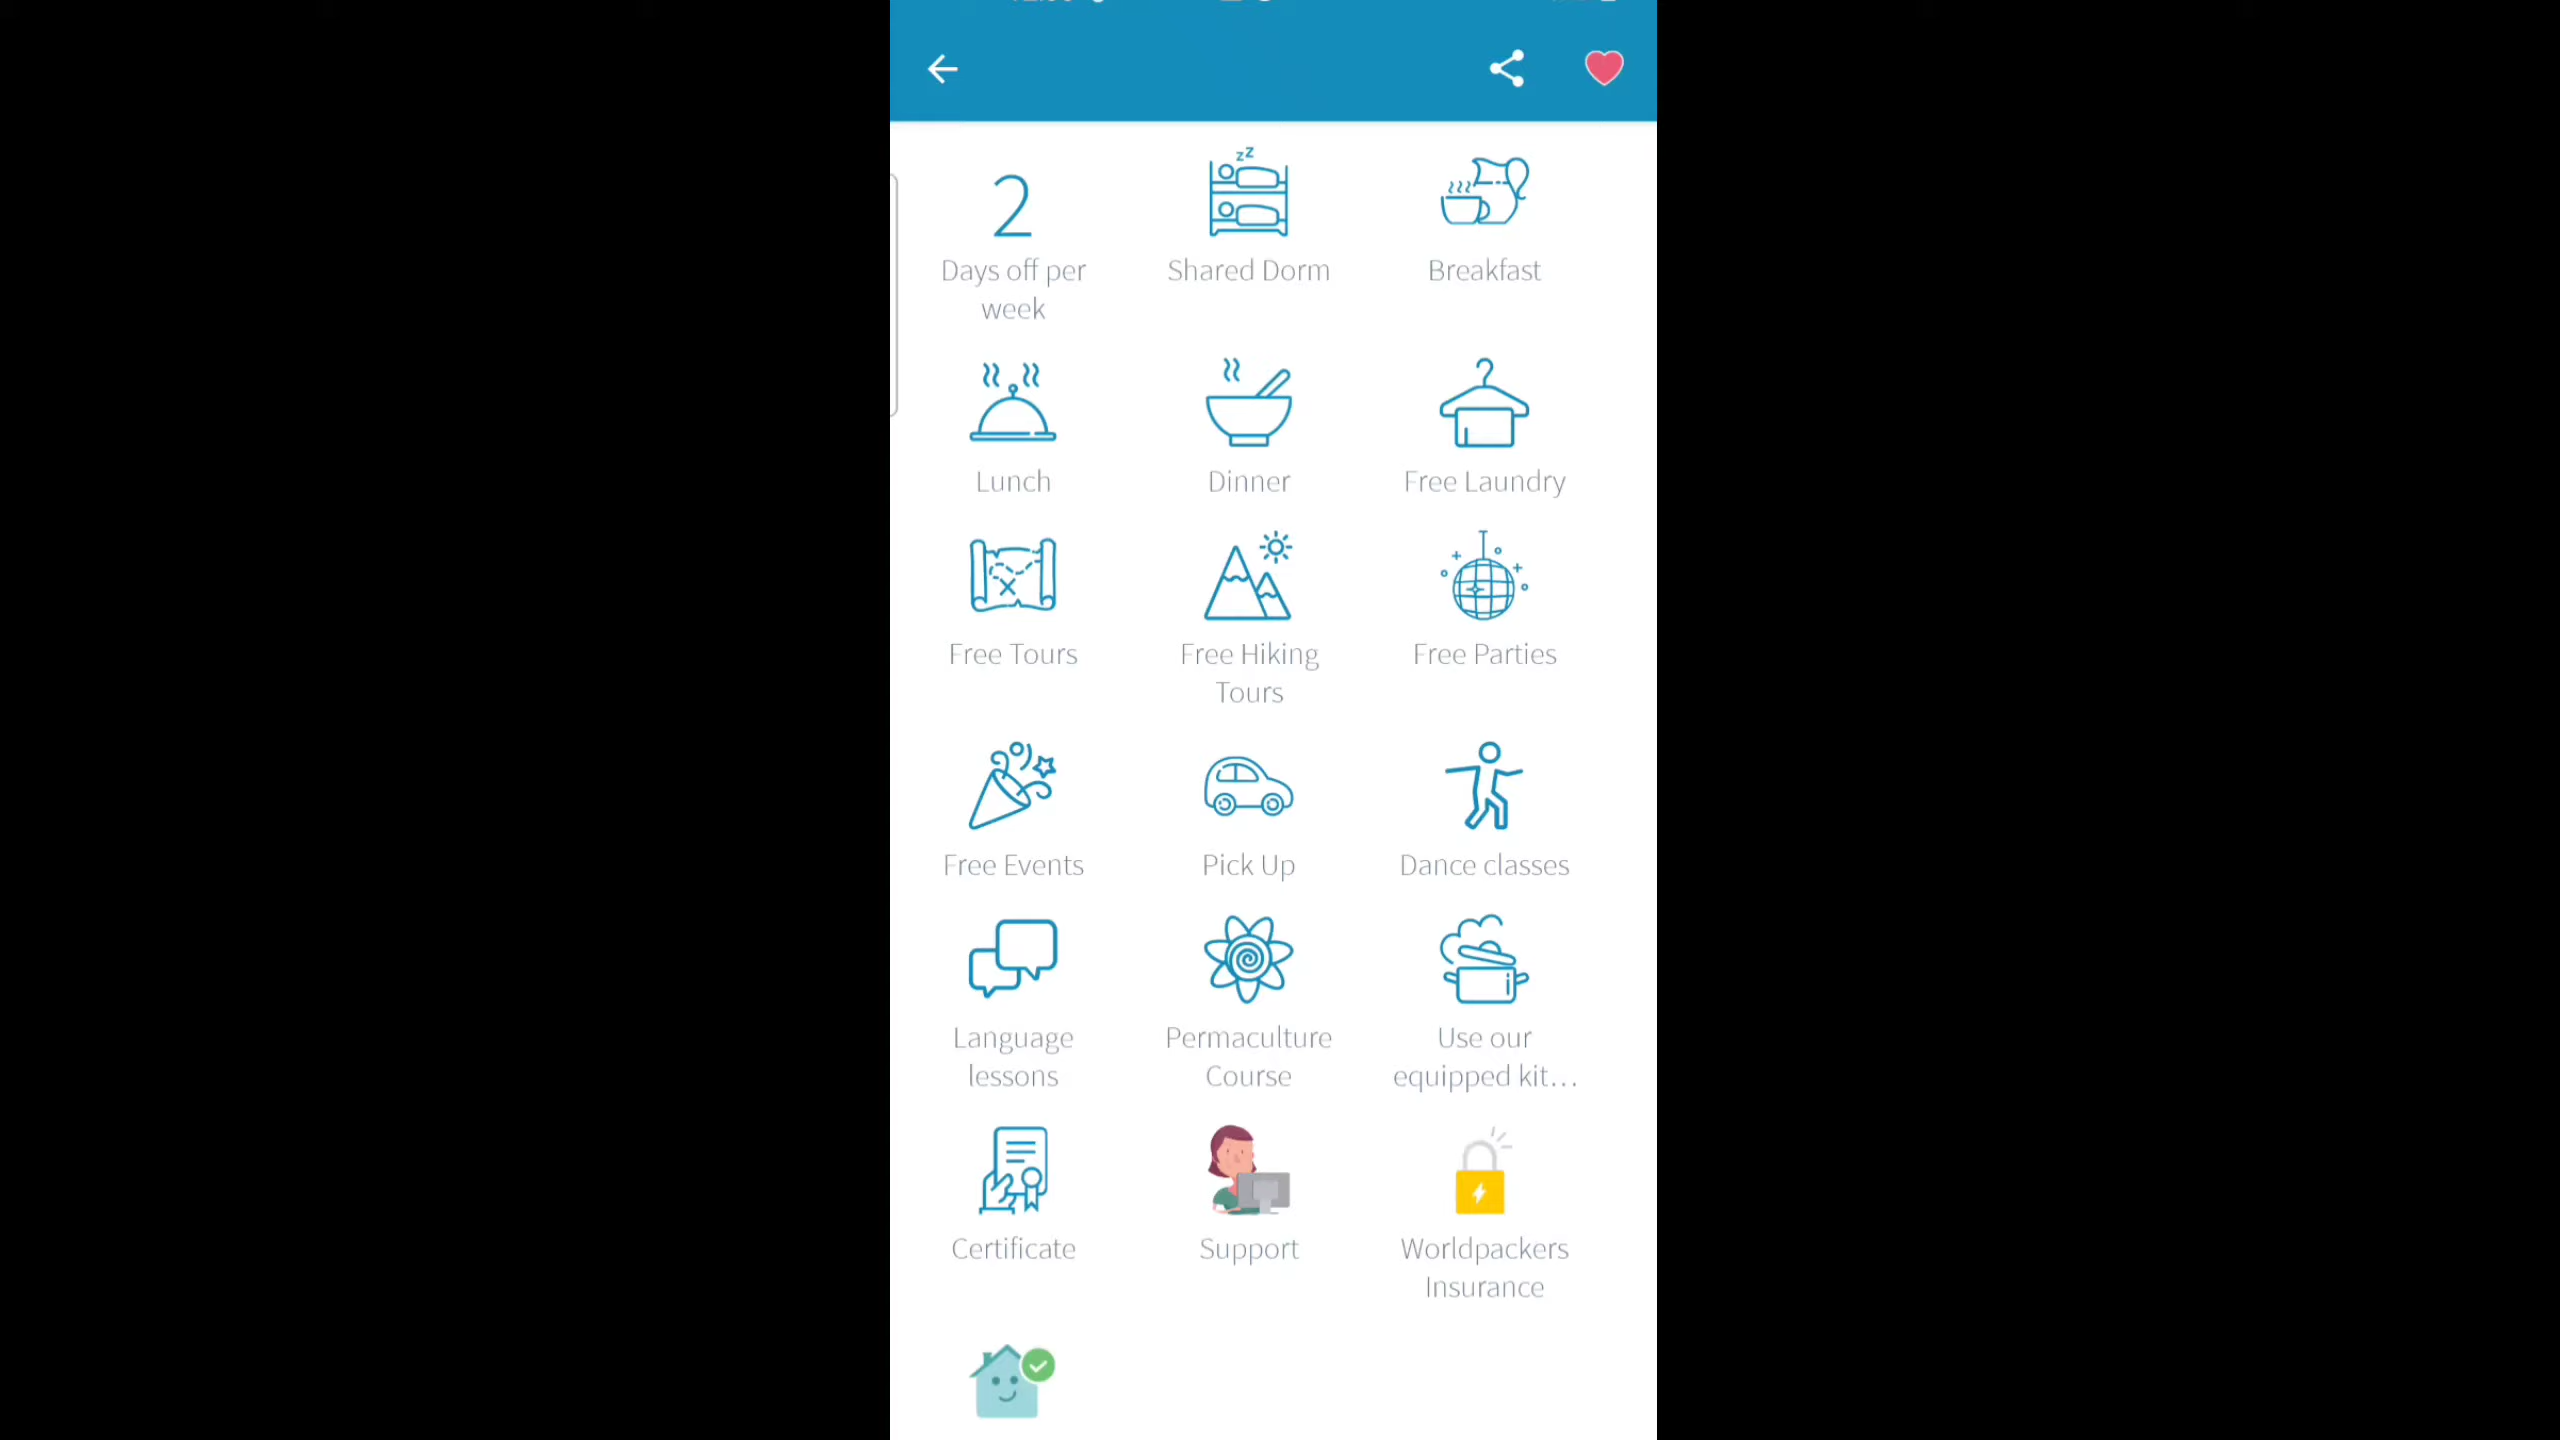 2
Days off per
week
Shared Dorm
Breakfast
Lunch
Dinner
Free Laundry
Free Tours
Free Hiking
Tours
Free Parties
Free Events
Pick Up
Dance classes
Language
lessons
Permaculture
Course
Use our
equipped kit...
Certificate
Support
Worldpackers
Insurance